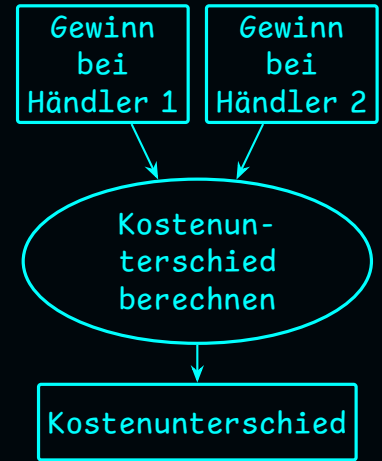 Gewinn
bei
Händler 1
Gewinn
bei
Händler 2
Kostenun-
terschied
berechnen
Kostenunterschied